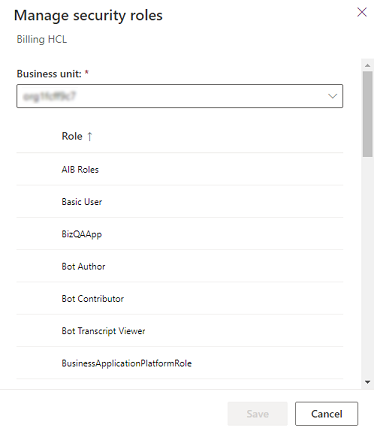 Manage security roles
Billing HCL
Business unit: *
Role ↑
AIB Roles
Basic User
BizQAApp
Bot Author
Bot Contributor
Bot Transcript Viewer
BusinessApplicationPlatformRole
Save
Cancel